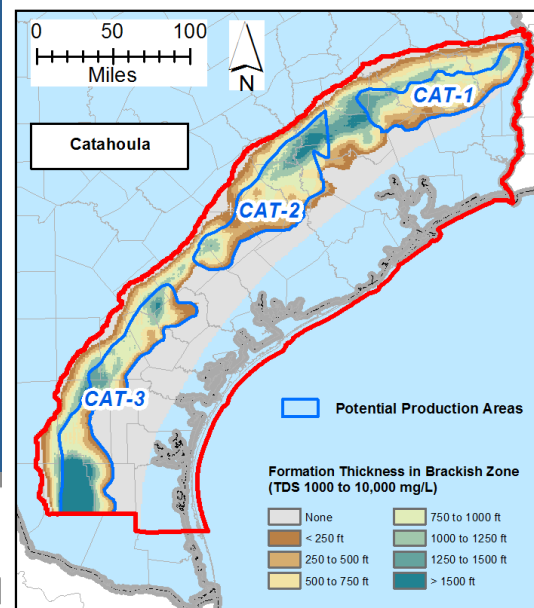 0 50 100
Miles
N
Catahoula
CAT-1
CAT-2
CAT-3
Potential Production Areas
Formation Thickness in Brackish Zone
(TDS 1000 to 10,000 mg/L)
None
< 250 ft
250 to 500 ft
500 to 750 ft
750 to 1000 ft
1000 to 1250 ft
1250 to 1500 ft
> 1500 ft